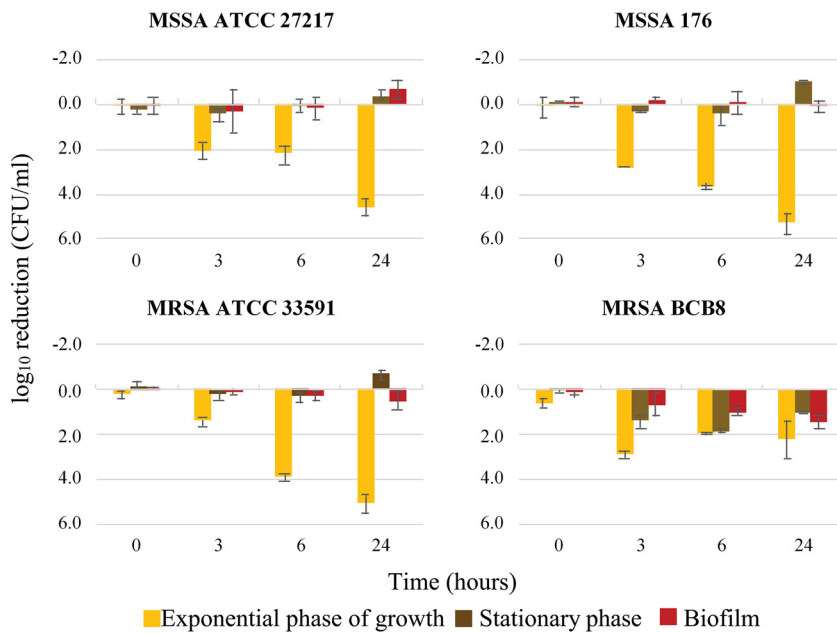 MSSA ATCC 27217
-2.0
0.0
2.0
4.0
6.0
0 3 6 24
MSSA 176
-2.0
0.0
2.0
4.0
6.0
0 3 6 24
log₁₀ reduction (CFU/ml)
MRSA ATCC 33591
-2.0
0.0
2.0
4.0
6.0
0 3 6 24
MRSA BCB8
-2.0
0.0
2.0
4.0
6.0
0 3 6 24
Time (hours)
Exponential phase of growth Stationary phase Biofilm